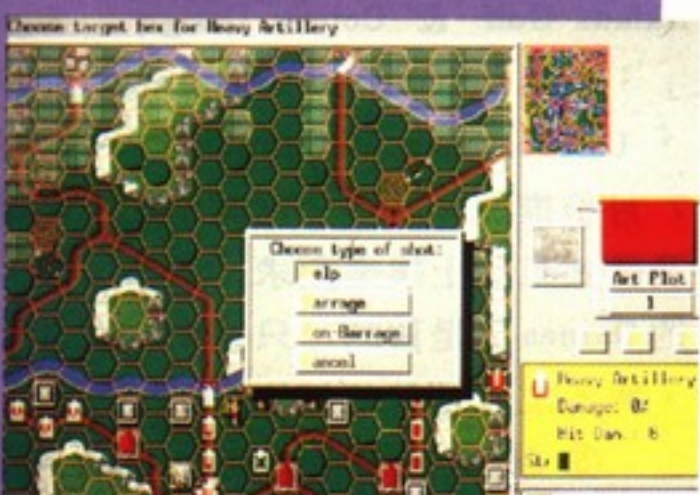 Choose target hex for Heavy Artillery
Choose type of shot:
elp
arrage
on-Barrage
ancel
Art Plot
1
Heavy Artillery
Damage: 0%
Hit Dam.: 6